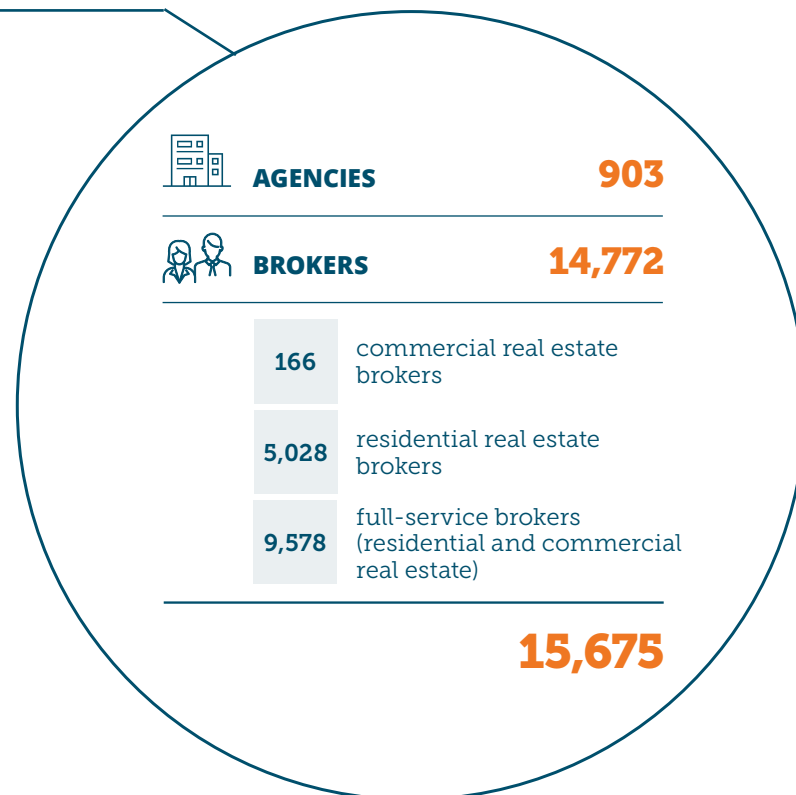 AGENCIES 903
BROKERS 14,772
166 commercial real estate
brokers
5,028 residential real estate
brokers
full-service brokers
9,578 (residential and commercial
real estate)
15,675